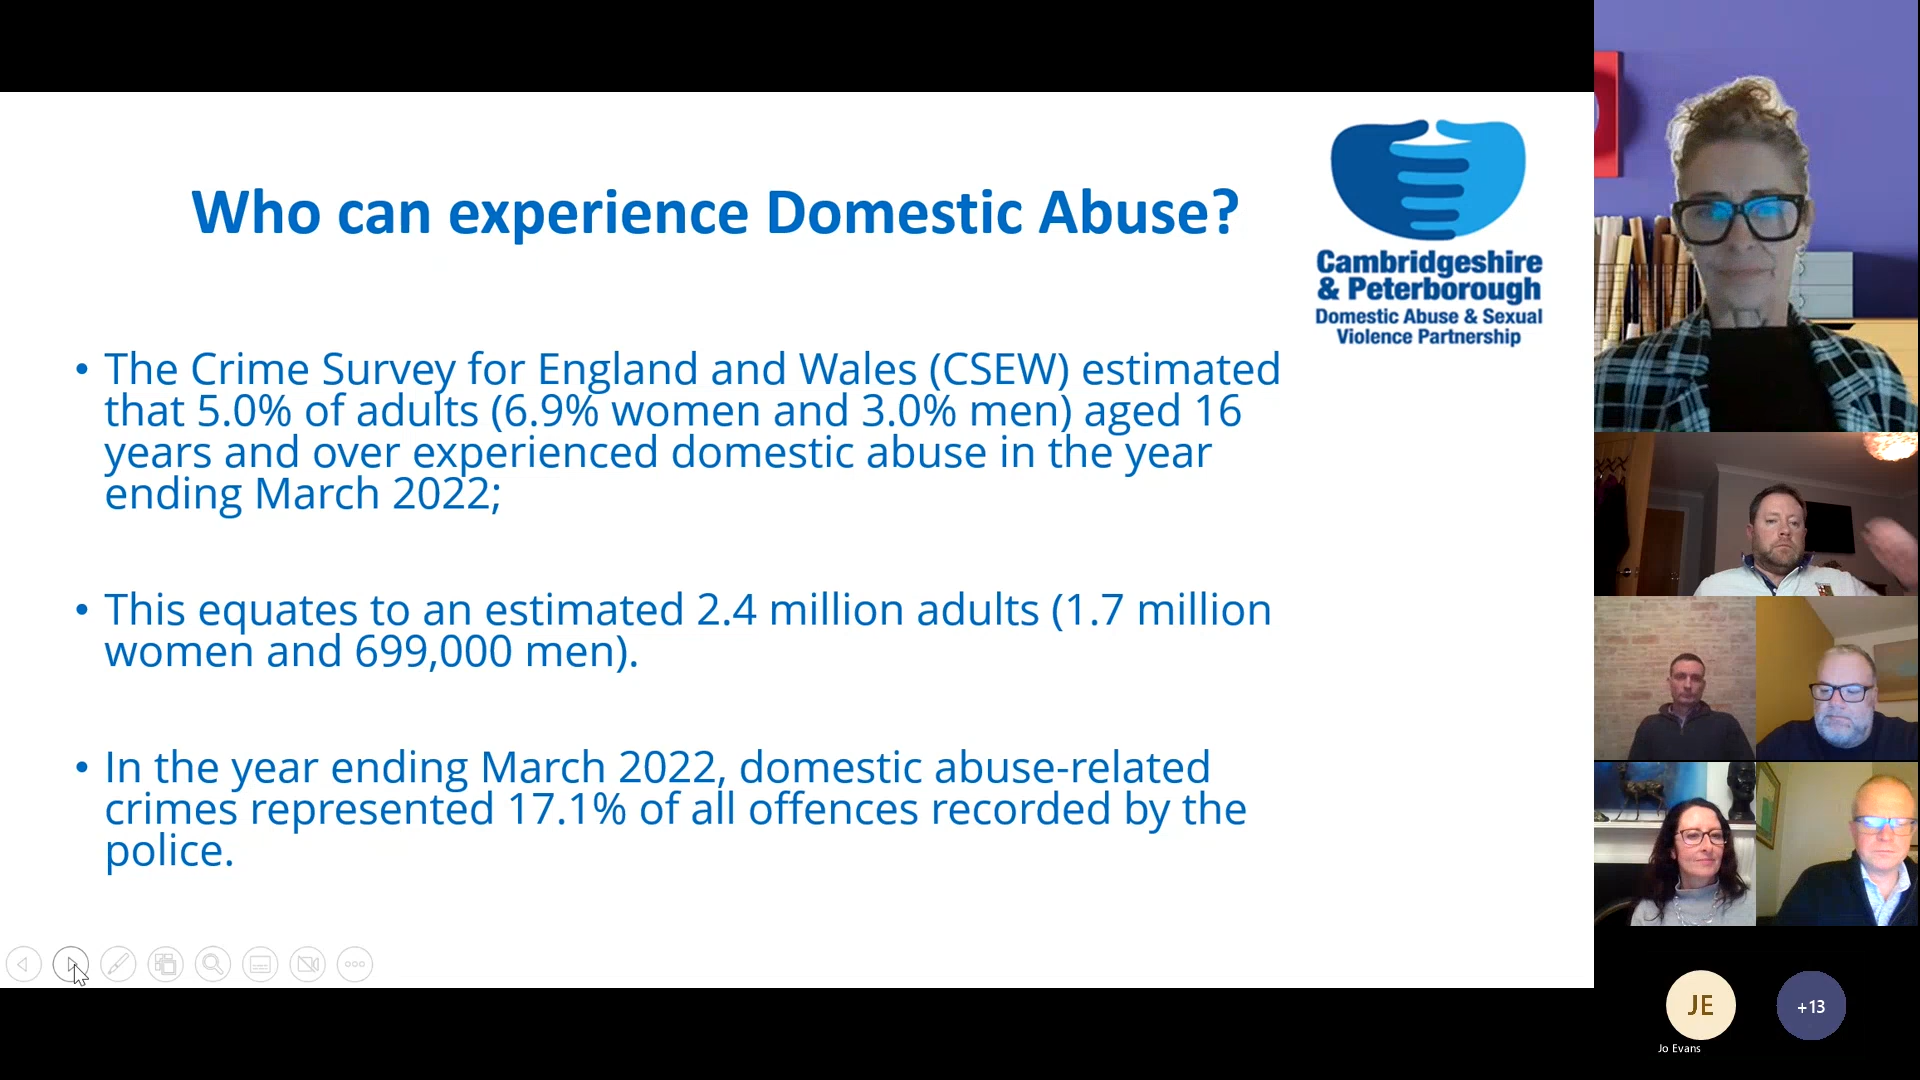 Who can experience Domestic Abuse?
Cambridgeshire
& Peterborough
Domestic Abuse & Sexual
Violence Partnership
• The Crime Survey for England and Wales (CSEW) estimated
that 5.0% of adults (6.9% women and 3.0% men) aged 16
years and over experienced domestic abuse in the year
ending March 2022;
• This equates to an estimated 2.4 million adults (1.7 million
women and 699,000 men).
• In the year ending March 2022, domestic abuse-related
crimes represented 17.1% of all offences recorded by the
police.
JE
+13
Jo Evans